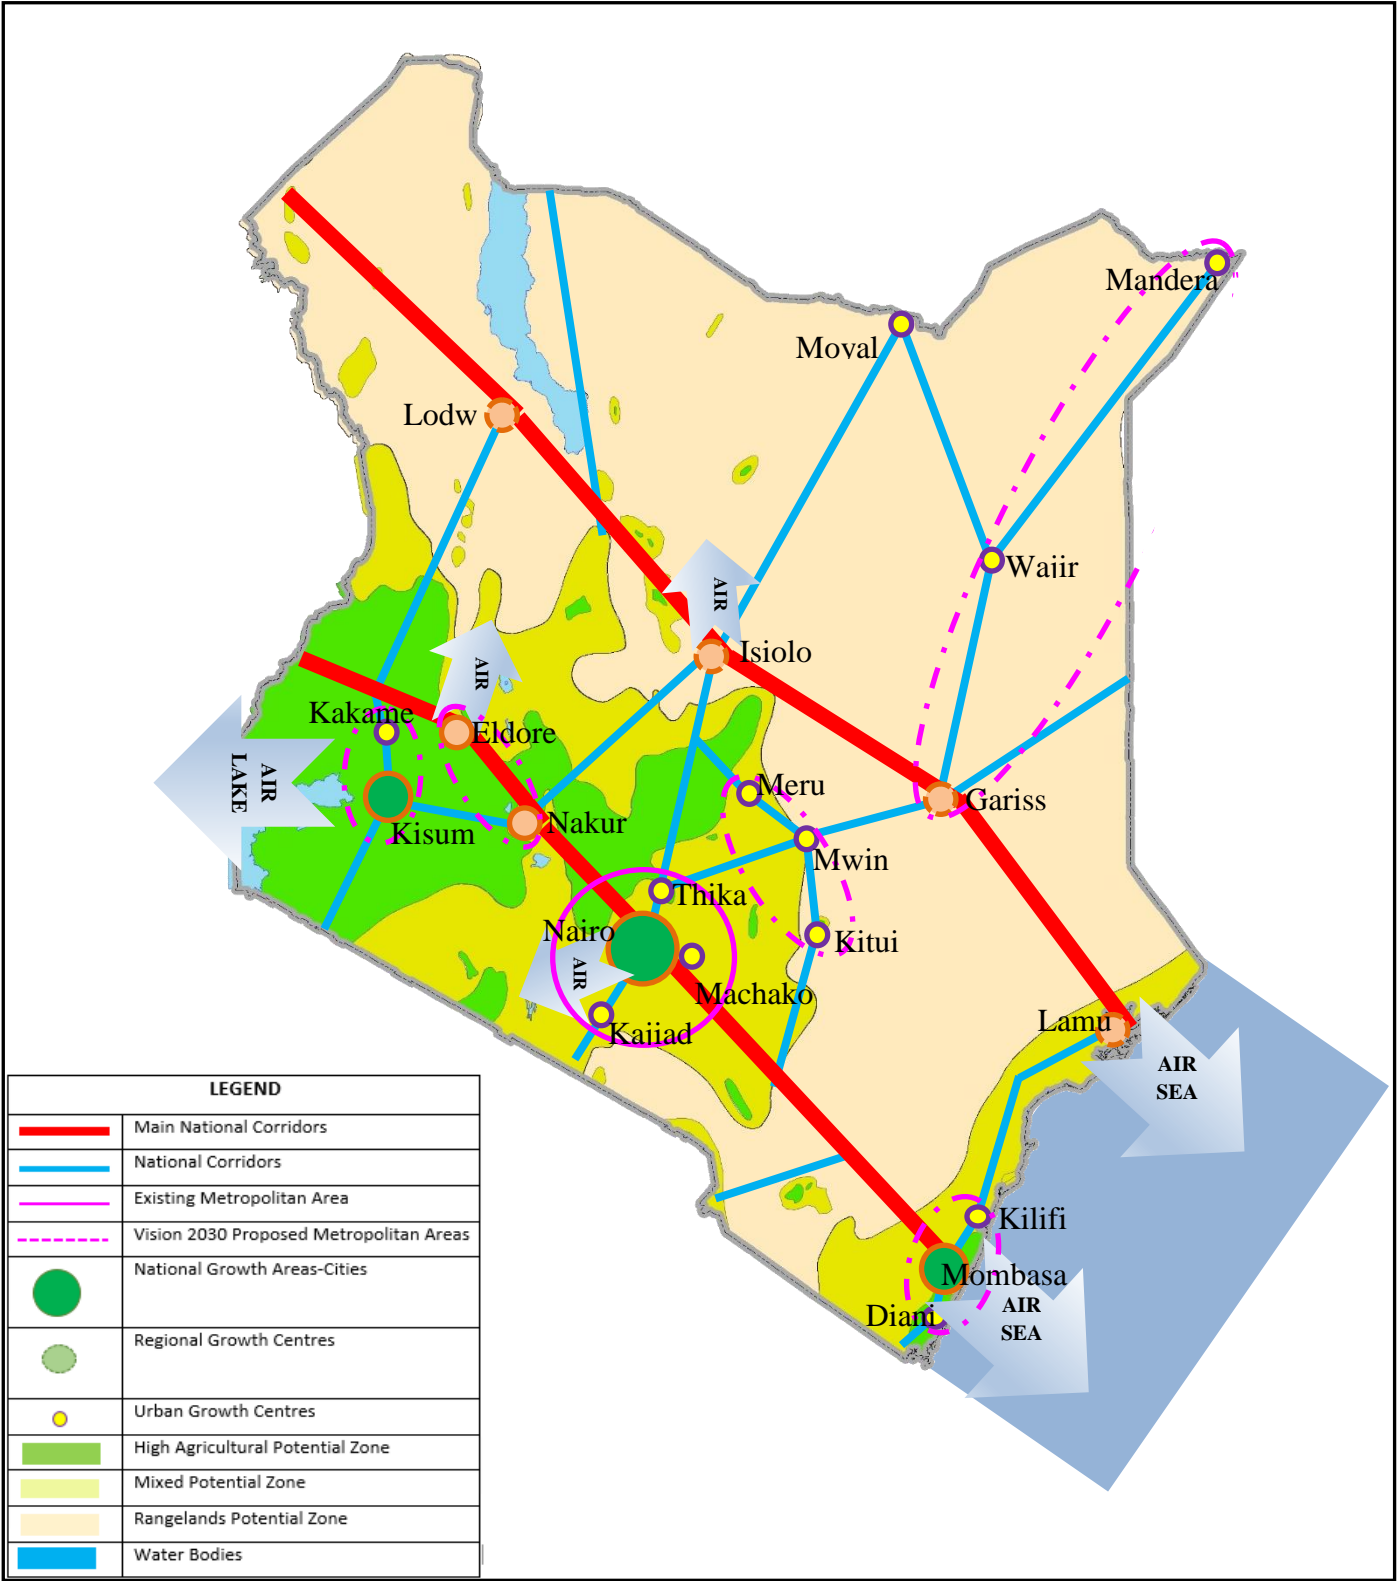 Mandera
Moval
Lodw
Wajir
AIR
Isiolo
AIR
Kakame
Eldore
AIR
LAKE
Meru
Gariss
Kisum
Nakur
Mwin
Thika
Nairo
Kitui
AIR
Machako
Kajiad
Lamu
AIR
SEA
Kilifi
Mombasa
Diani
AIR
SEA
LEGEND
Main National Corridors
National Corridors
Existing Metropolitan Area
Vision 2030 Proposed Metropolitan Areas
National Growth Areas-Cities
Regional Growth Centres
Urban Growth Centres
High Agricultural Potential Zone
Mixed Potential Zone
Rangelands Potential Zone
Water Bodies